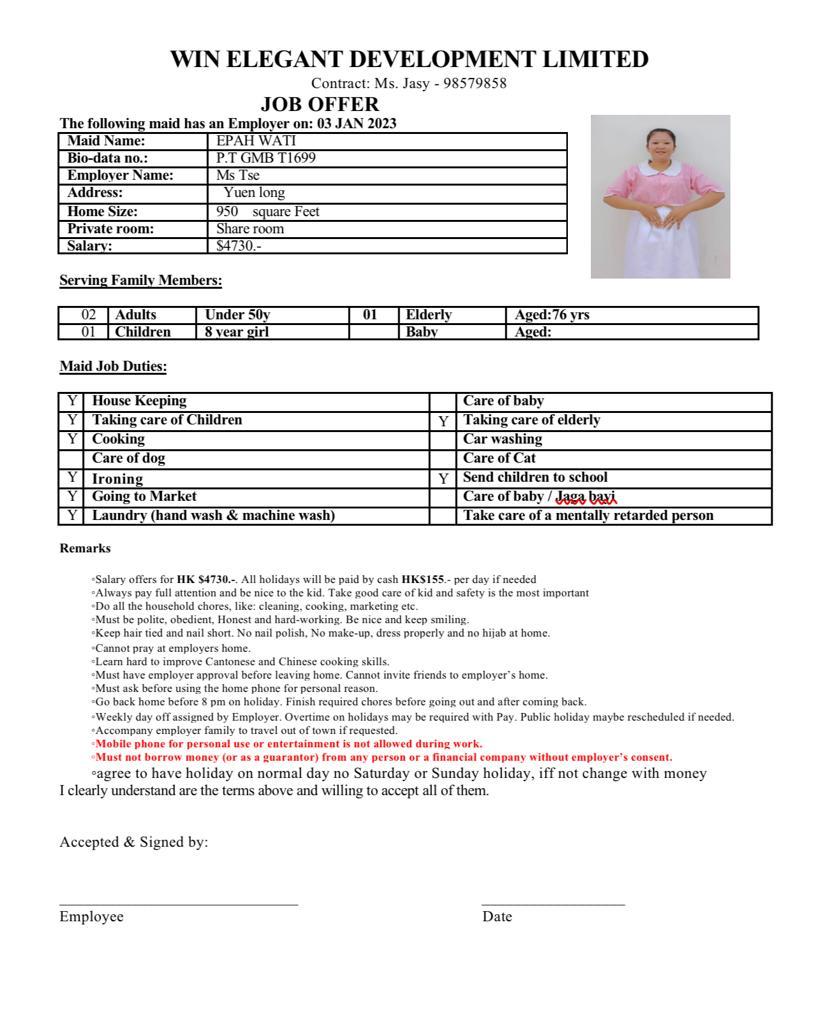 WIN ELEGANT DEVELOPMENT LIMITED
Contract: Ms. Jasy - 98579858
JOB OFFER
The following maid has an Employer on: 03 JAN 2023
Maid Name: EPAH WATI
Bio-data no.: P.T GMB T1699
Employer Name: Ms Tse
Address: Yuen long
Home Size: 950 square Feet
Private room: Share room
Salary: $4730.-
Serving Family Members:
02 Adults Under 50y 01 Elderly Aged:76 yrs
01 Children 8 year girl Baby Aged:
Maid Job Duties:
Y House Keeping Care of baby
Y Taking care of Children Y Taking care of elderly
Y Cooking Car washing
Care of dog Care of Cat
Y Ironing Y Send children to school
Y Going to Market Care of baby / Jaga bayi
Y Laundry (hand wash & machine wash) Take care of a mentally retarded person
Remarks
◦Salary offers for HK $4730.-. All holidays will be paid by cash HK$155.- per day if needed
◦Always pay full attention and be nice to the kid. Take good care of kid and safety is the most important
◦Do all the household chores, like: cleaning, cooking, marketing etc.
◦Must be polite, obedient, Honest and hard-working. Be nice and keep smiling.
◦Keep hair tied and nail short. No nail polish, No make-up, dress properly and no hijab at home.
◦Cannot pray at employers home.
◦Learn hard to improve Cantonese and Chinese cooking skills.
◦Must have employer approval before leaving home. Cannot invite friends to employer’s home.
◦Must ask before using the home phone for personal reason.
◦Go back home before 8 pm on holiday. Finish required chores before going out and after coming back.
◦Weekly day off assigned by Employer. Overtime on holidays may be required with Pay. Public holiday maybe rescheduled if needed.
◦Accompany employer family to travel out of town if requested.
◦Mobile phone for personal use or entertainment is not allowed during work.
◦Must not borrow money (or as a guarantor) from any person or a financial company without employer’s consent.
◦agree to have holiday on normal day no Saturday or Sunday holiday, iff not change with money
I clearly understand are the terms above and willing to accept all of them.
Accepted & Signed by:
Employee Date